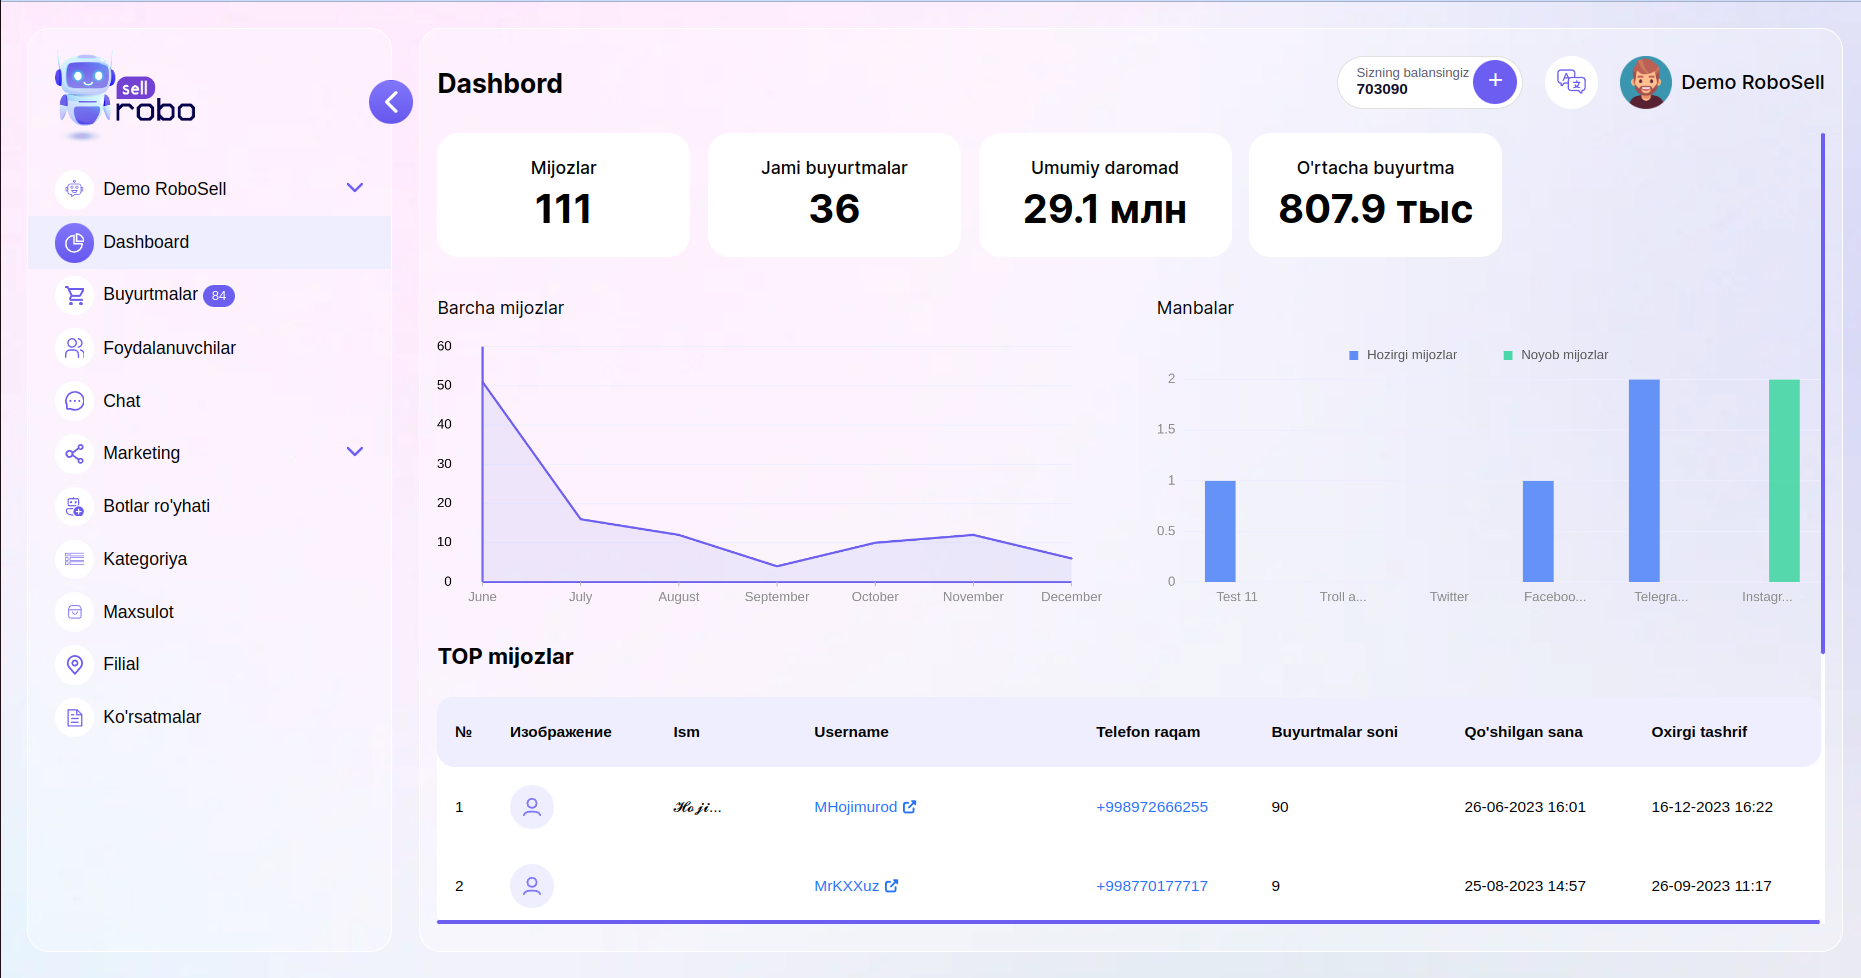 sell
robo
Demo RoboSell
Dashboard
Buyurtmalar 84
Foydalanuvchilar
Chat
Marketing
Botlar ro'yhati
Kategoriya
Maxsulot
Filial
Ko'rsatmalar
Dashbord
Sizning balansingiz
703090
+
Demo RoboSell
Mijozlar
111
Jami buyurtmalar
36
Umumiy daromad
29.1 млн
O'rtacha buyurtma
807.9 тыс
Barcha mijozlar
60
50
40
30
20
10
0
June July August September October November December
Manbalar
Hozirgi mijozlar Noyob mijozlar
2
1.5
1
0.5
0
Test 11 Troll a... Twitter Faceboo... Telegra... Instagr...
TOP mijozlar
№ Изображение Ism Username Telefon raqam Buyurtmalar soni Qo'shilgan sana Oxirgi tashrif
1 𝓗𝓸𝓳𝓲... MHojimurod +998972666255 90 26-06-2023 16:01 16-12-2023 16:22
2 MrKXXuz +998770177717 9 25-08-2023 14:57 26-09-2023 11:17